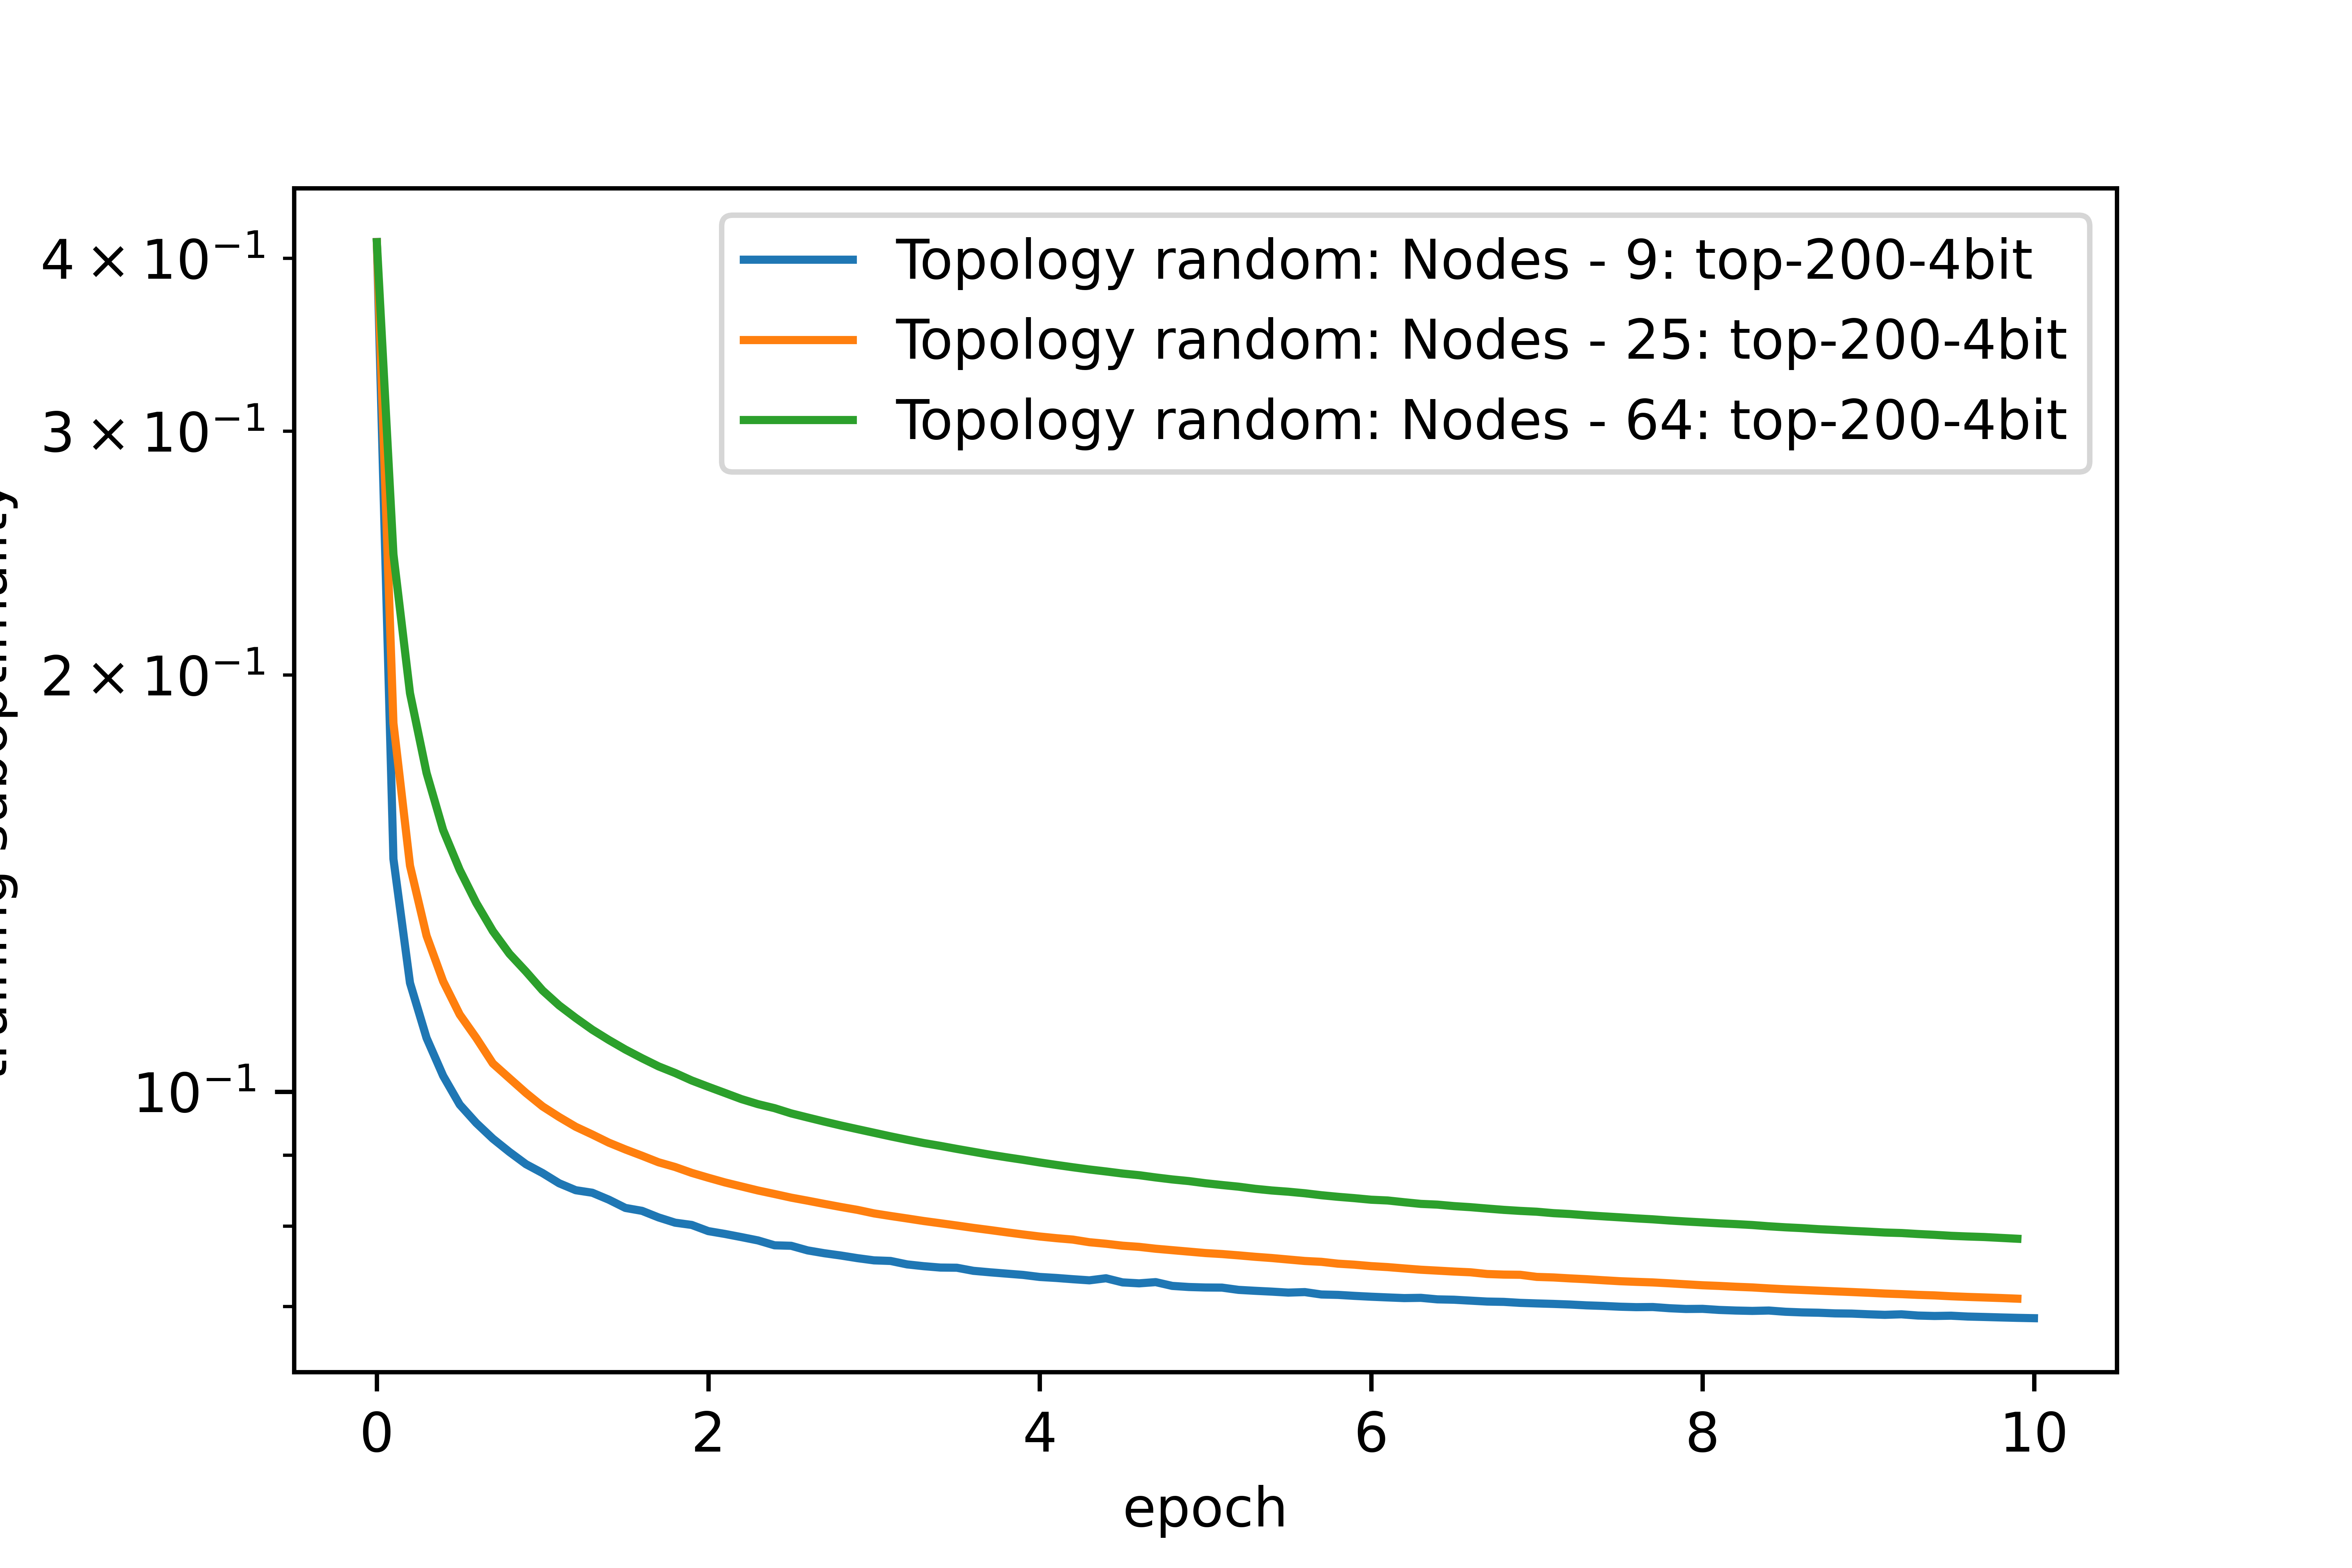 Topology random: Nodes - 9: top-200-4bit
Topology random: Nodes - 25: top-200-4bit
Topology random: Nodes - 64: top-200-4bit
4 × 10⁻¹
3 × 10⁻¹
2 × 10⁻¹
10⁻¹
training suboptimality
0 2 4 6 8 10
epoch